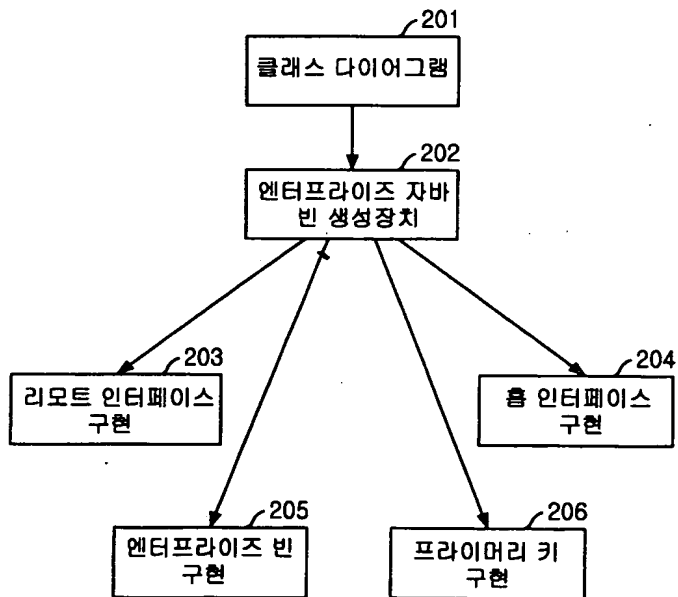 201
클래스 다이어그램
202
엔터프라이즈 자바
빈 생성장치
203
리모트 인터페이스
구현
204
홈 인터페이스
구현
205
엔터프라이즈 빈
구현
206
프라이머리 키
구현